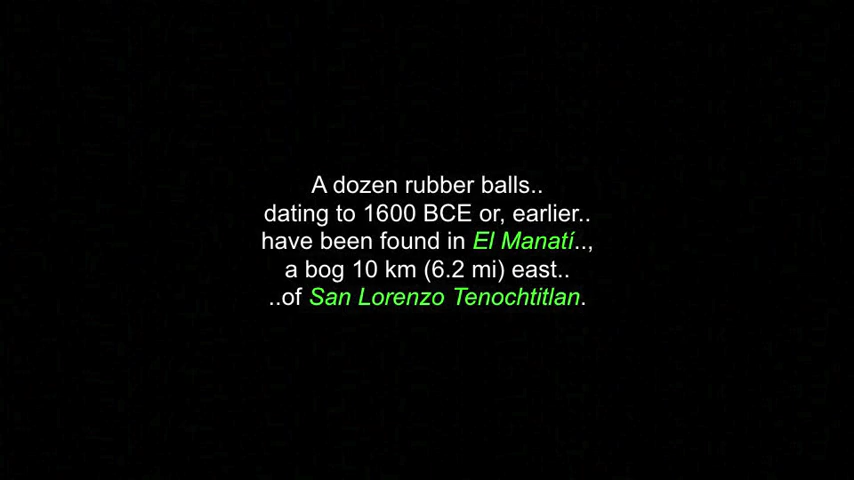 A dozen rubber balls..
dating to 1600 BCE or, earlier..
have been found in El Manatí..,
a bog 10 km (6.2 mi) east..
..of San Lorenzo Tenochtitlan.